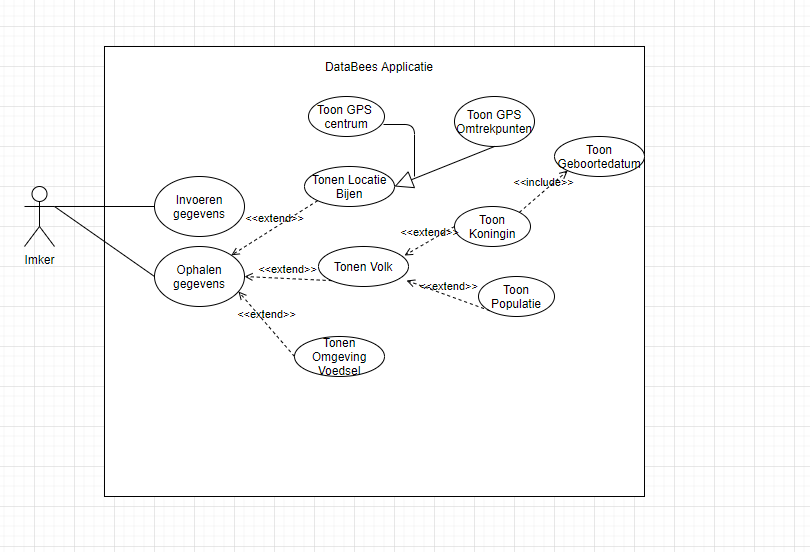 DataBees Applicatie
Toon GPS
centrum
Toon GPS
Omtrekpunten
Toon
Geboortedatum
<<include>>
Tonen Locatie
Bijen
Invoeren
gegevens
<<extend>>
Toon
Koningin
<<extend>>
Imker
Ophalen
gegevens
<<extend>>
Tonen Volk
<<extend>>
Toon
Populatie
<<extend>>
Tonen
Omgeving
Voedsel